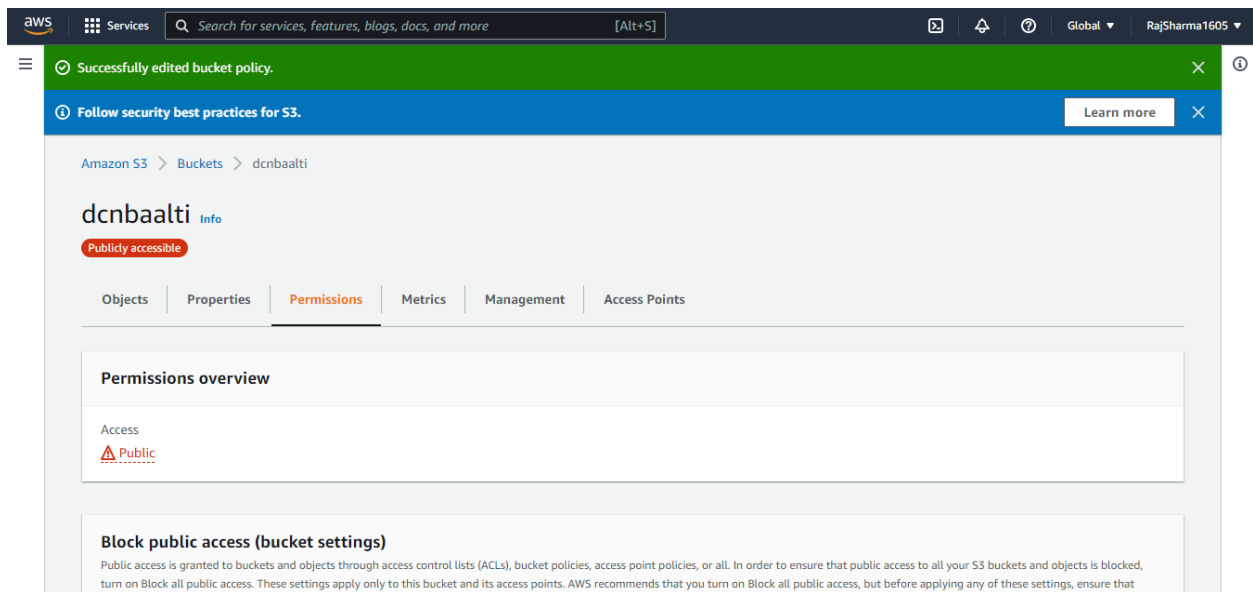 aws Services Search for services, features, blogs, docs, and more [Alt+S] Global RajSharma1605
Successfully edited bucket policy.
Follow security best practices for S3. Learn more
Amazon S3 Buckets dcnbaalti
dcnbaalti Info
Publicly accessible
Objects Properties Permissions Metrics Management Access Points
Permissions overview
Access
Public
Block public access (bucket settings)
Public access is granted to buckets and objects through access control lists (ACLs), bucket policies, access point policies, or all. In order to ensure that public access to all your S3 buckets and objects is blocked,
turn on Block all public access. These settings apply only to this bucket and its access points. AWS recommends that you turn on Block all public access, but before applying any of these settings, ensure that